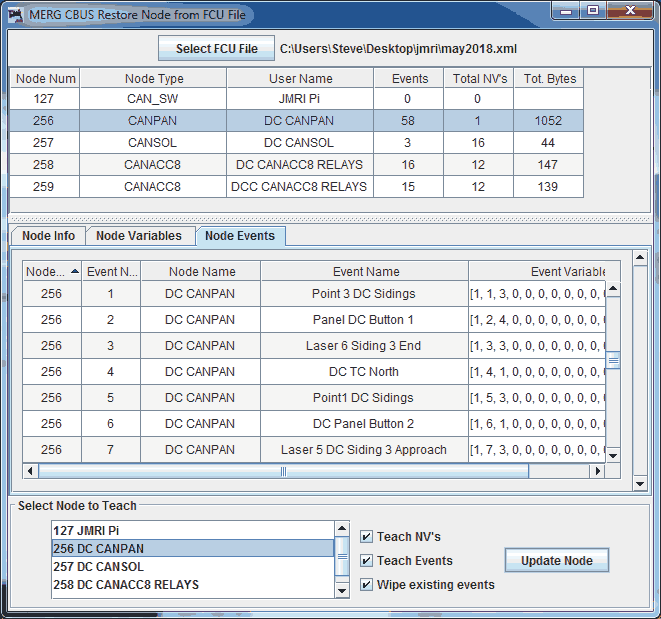 MERG CBUS Restore Node from FCU File
Select FCU File C:\Users\Steve\Desktop\jmri\may2018.xml
Node Num Node Type User Name Events Total NV's Tot. Bytes
127 CAN_SW JMRI Pi 0 0
256 CANPAN DC CANPAN 58 1 1052
257 CANSOL DC CANSOL 3 16 44
258 CANACC8 DC CANACC8 RELAYS 16 12 147
259 CANACC8 DCC CANACC8 RELAYS 15 12 139
Node Info Node Variables Node Events
Node... Event N... Node Name Event Name Event Variable
256 1 DC CANPAN Point 3 DC Sidings [1, 1, 3, 0, 0, 0, 0, 0, 0, 0, 0
256 2 DC CANPAN Panel DC Button 1 [1, 2, 4, 0, 0, 0, 0, 0, 0, 0, 0
256 3 DC CANPAN Laser 6 Siding 3 End [1, 3, 3, 0, 0, 0, 0, 0, 0, 0, 0
256 4 DC CANPAN DC TC North [1, 4, 1, 0, 0, 0, 0, 0, 0, 0, 0
256 5 DC CANPAN Point1 DC Sidings [1, 5, 3, 0, 0, 0, 0, 0, 0, 0, 0
256 6 DC CANPAN DC Panel Button 2 [1, 6, 1, 0, 0, 0, 0, 0, 0, 0, 0
256 7 DC CANPAN Laser 5 DC Siding 3 Approach [1, 7, 3, 0, 0, 0, 0, 0, 0, 0, 0
Select Node to Teach
127 JMRI Pi
256 DC CANPAN
257 DC CANSOL
258 DC CANACC8 RELAYS
Teach NV's
Teach Events
Wipe existing events
Update Node